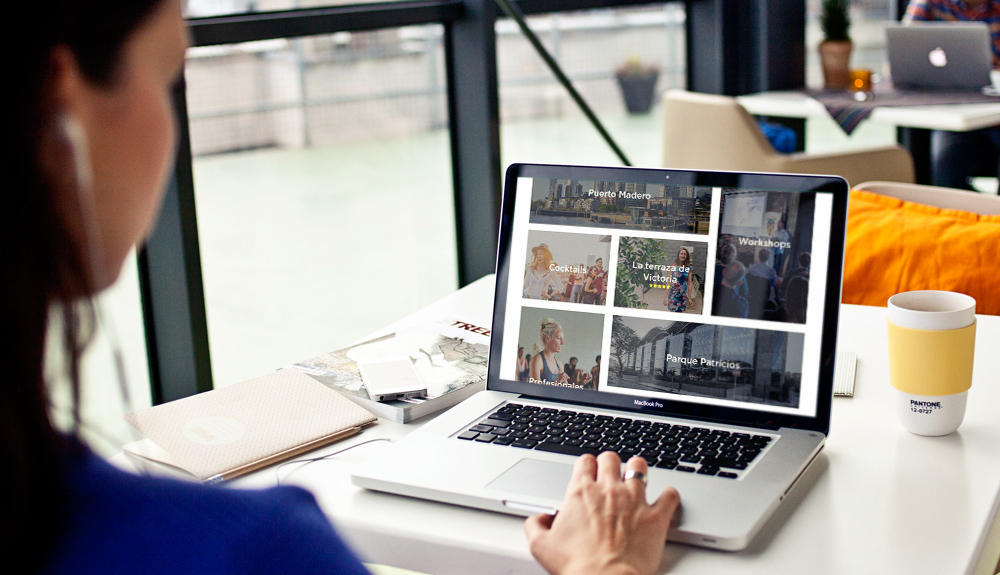 TREE
Puerto Madero
Workshops
Cocktails
La terraza de
Victoria
Profesionales
Parque Patricios
MacBook Pro
PANTONE
12-0727